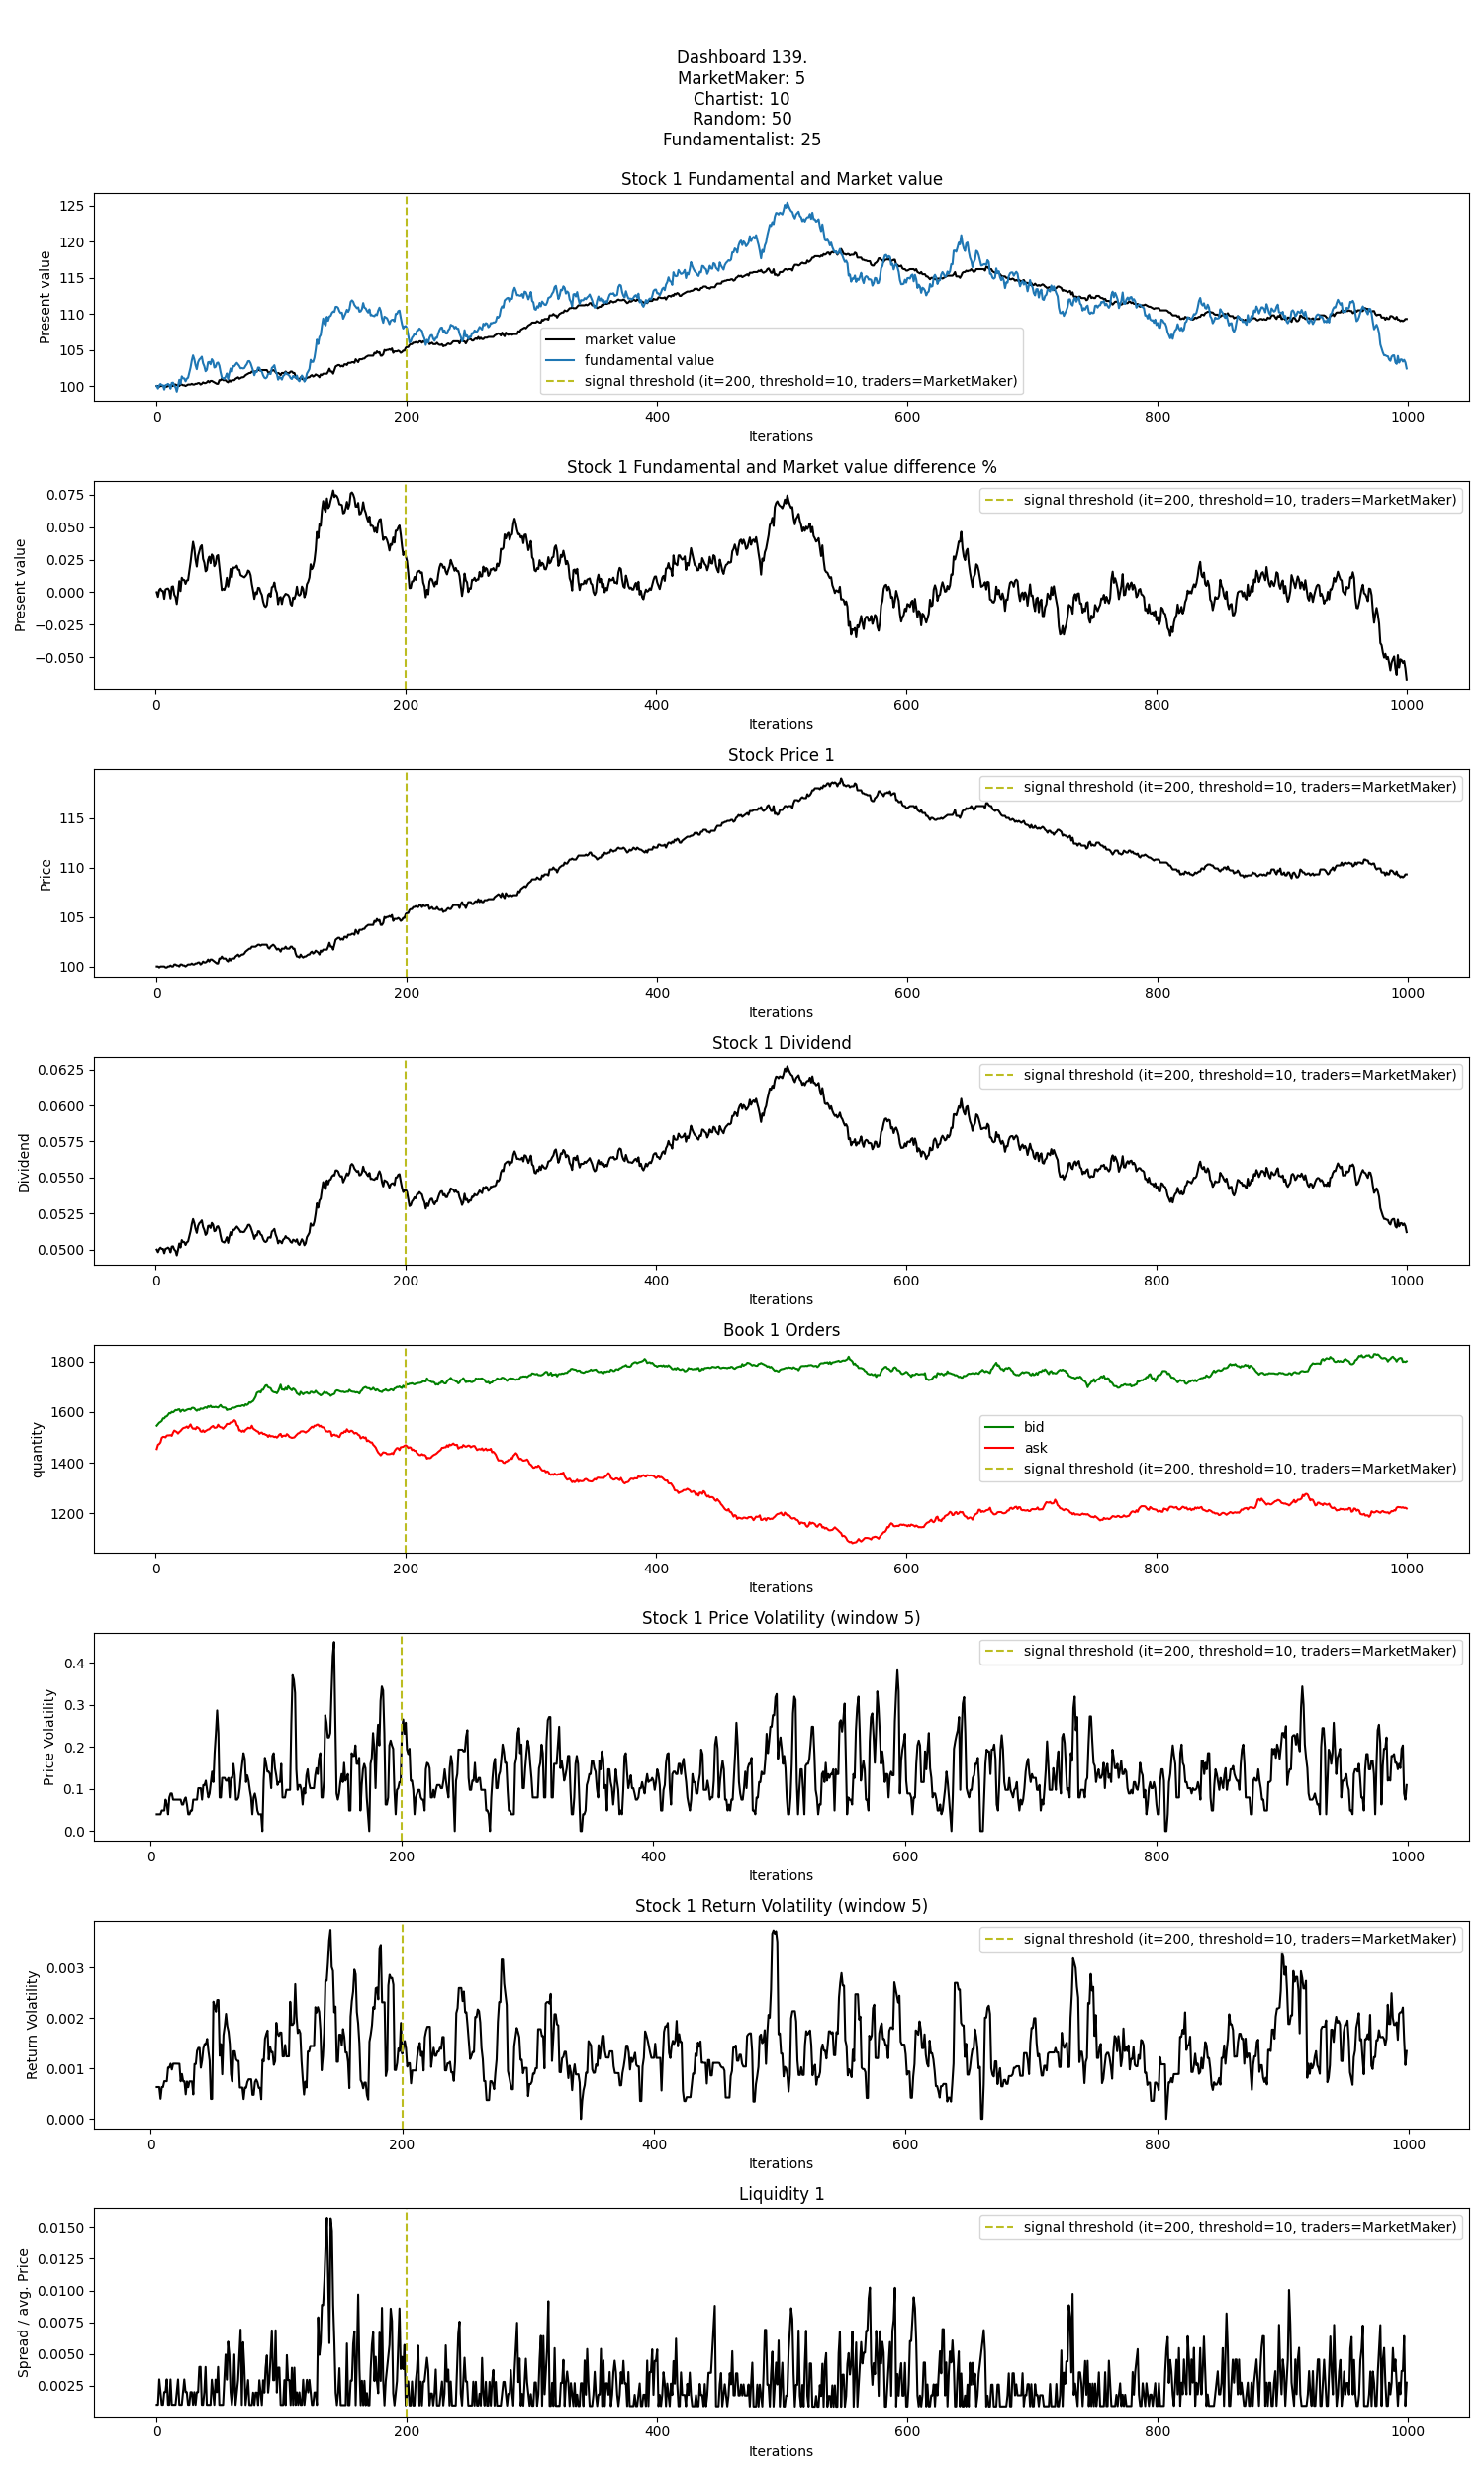 Dashboard 139.
MarketMaker: 5
Chartist: 10
Random: 50
Fundamentalist: 25
Stock 1 Fundamental and Market value
Present value
125
120
115
110
105
100
market value
fundamental value
signal threshold (it=200, threshold=10, traders=MarketMaker)
0 200 400 600 800 1000
Iterations
Stock 1 Fundamental and Market value difference %
Present value
0.075
0.050
0.025
0.000
−0.025
−0.050
signal threshold (it=200, threshold=10, traders=MarketMaker)
0 200 400 600 800 1000
Iterations
Stock Price 1
Price
115
110
105
100
signal threshold (it=200, threshold=10, traders=MarketMaker)
0 200 400 600 800 1000
Iterations
Stock 1 Dividend
Dividend
0.0625
0.0600
0.0575
0.0550
0.0525
0.0500
signal threshold (it=200, threshold=10, traders=MarketMaker)
0 200 400 600 800 1000
Iterations
Book 1 Orders
quantity
1800
1600
1400
1200
bid
ask
signal threshold (it=200, threshold=10, traders=MarketMaker)
0 200 400 600 800 1000
Iterations
Stock 1 Price Volatility (window 5)
Price Volatility
0.4
0.3
0.2
0.1
0.0
signal threshold (it=200, threshold=10, traders=MarketMaker)
0 200 400 600 800 1000
Iterations
Stock 1 Return Volatility (window 5)
Return Volatility
0.003
0.002
0.001
0.000
signal threshold (it=200, threshold=10, traders=MarketMaker)
0 200 400 600 800 1000
Iterations
Liquidity 1
Spread / avg. Price
0.0150
0.0125
0.0100
0.0075
0.0050
0.0025
signal threshold (it=200, threshold=10, traders=MarketMaker)
0 200 400 600 800 1000
Iterations